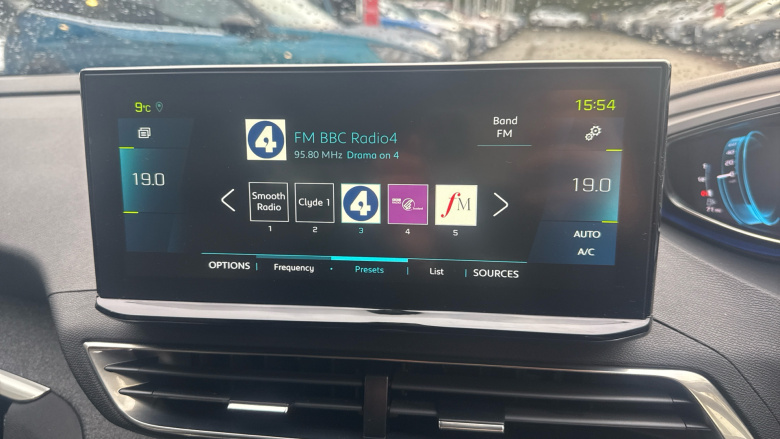 9°C
15:54
4
FM BBC Radio4
95.80 MHz Drama on 4
Band
FM
19.0
19.0
Smooth
Radio
Clyde 1
4
fM
1
2
3
4
5
AUTO
A/C
OPTIONS
Frequency
Presets
List
SOURCES